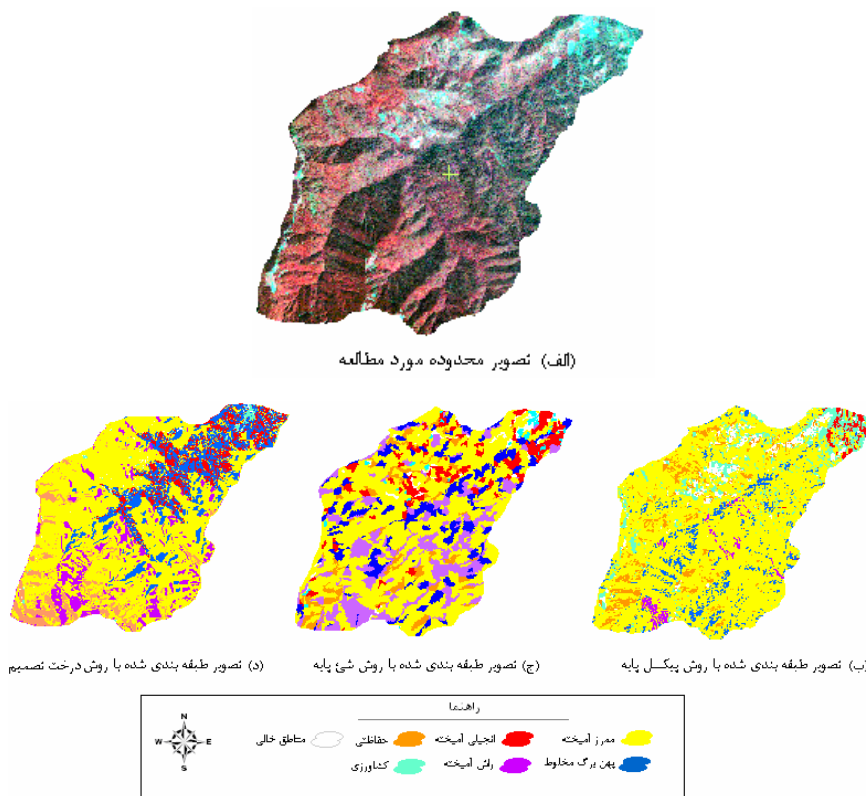 الف) تصویر محدوده مورد مطالعه
ب) تصویر طبقه بندی شده با روش پیکسل پایه)
ج) تصویر طبقه بندی شده با روش شئ پایه)
د) تصویر طبقه بندی شده با روش درخت تصمیم)
راهنما
ممرز آمیخته
انجیلی آمیخته
حفاظتی
مناطق خالی
پهن برگ مخلوط
راش آمیخته
کشاورزی
N
W E
S